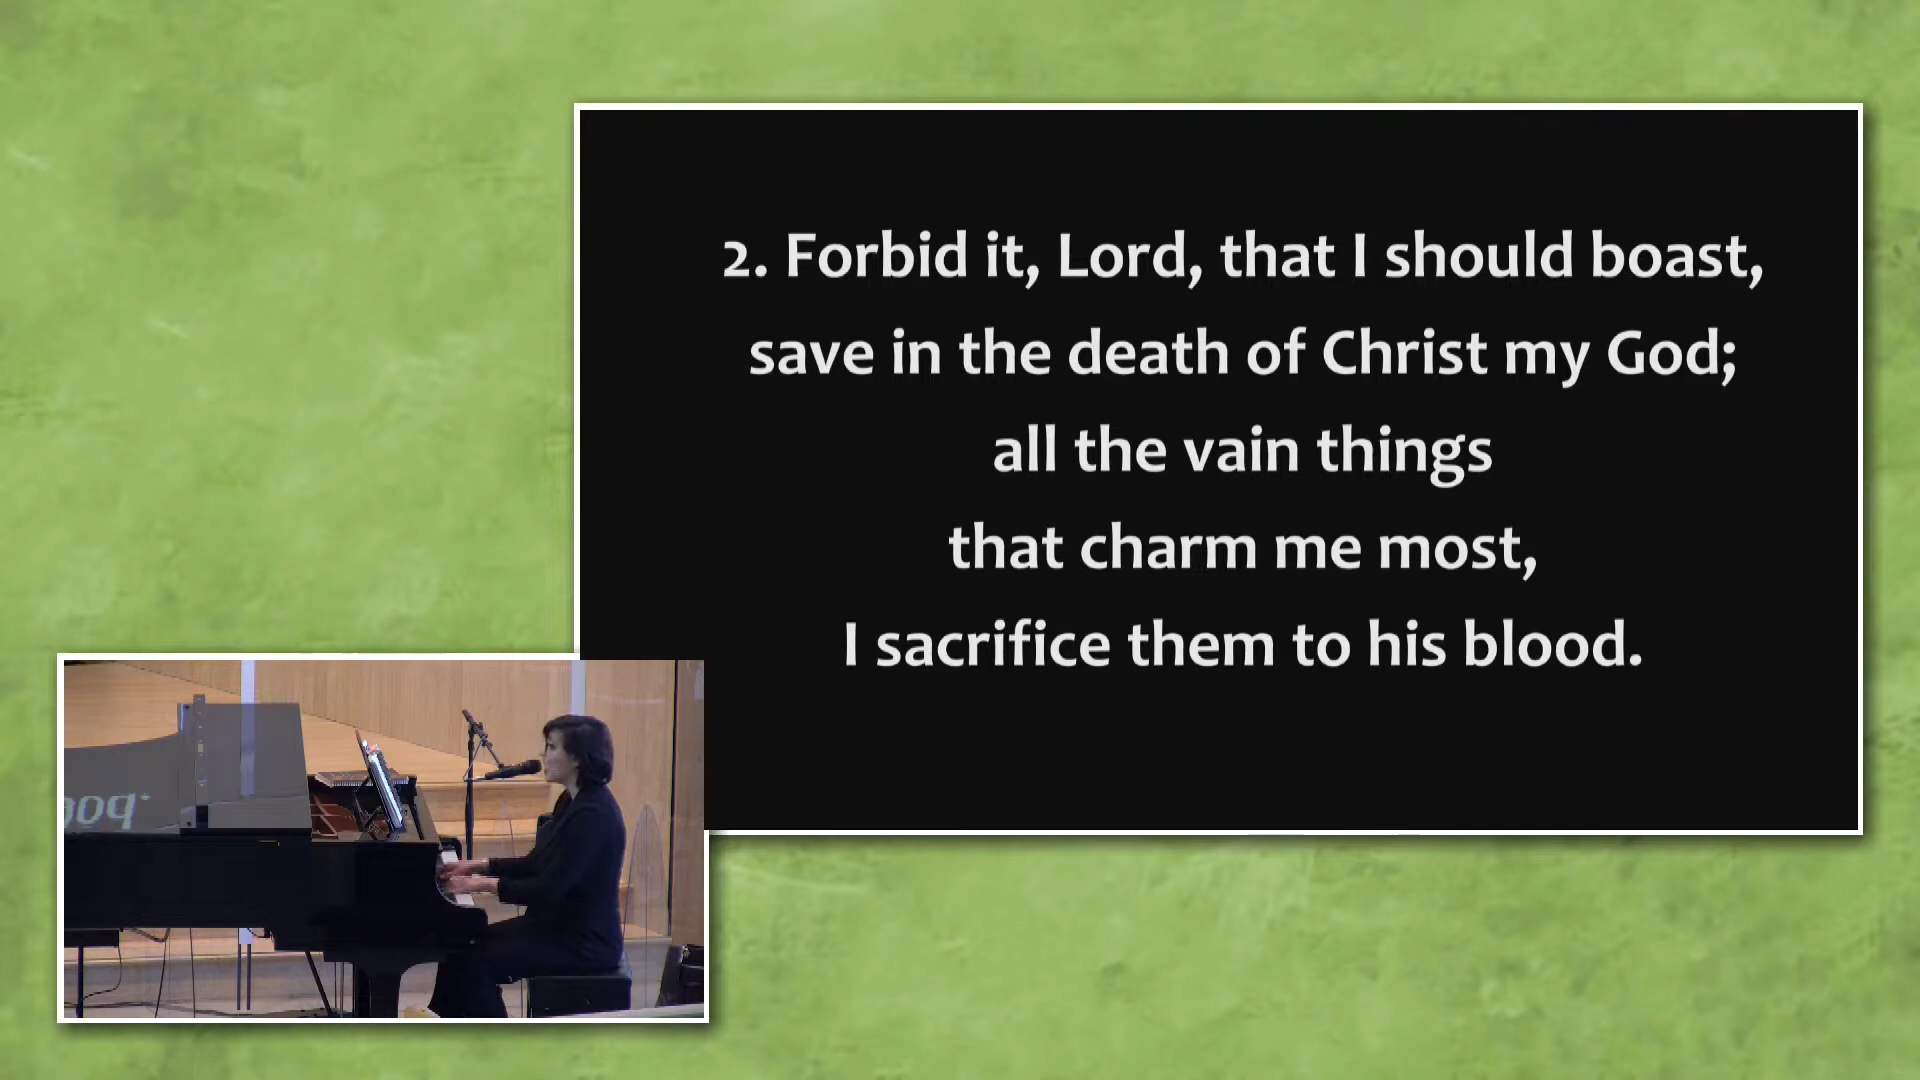 2. Forbid it, Lord, that I should boast,
save in the death of Christ my God;
all the vain things
that charm me most,
I sacrifice them to his blood.